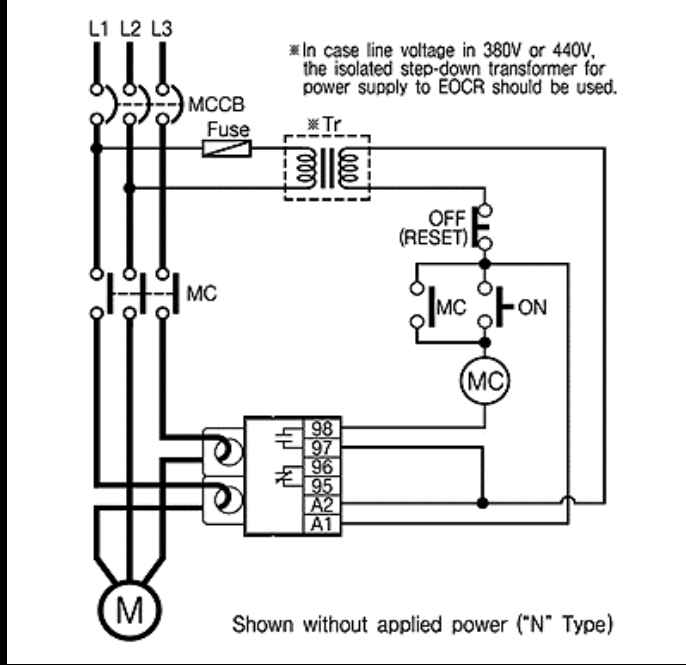 L1 L2 L3
※In case line voltage in 380V or 440V,
the isolated step-down transformer for
power supply to EOCR should be used.
MCCB
Fuse
※Tr
OFF
(RESET)
MC
MC
ON
MC
98
97
96
95
A2
A1
M
Shown without applied power ("N" Type)